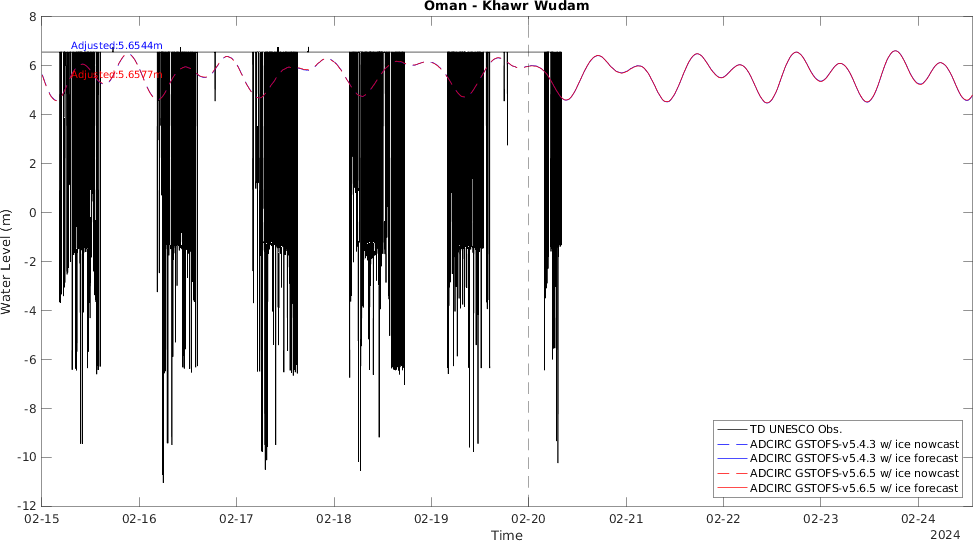 Oman - Khawr Wudam
Adjusted:5.6544m
Adjusted:5.6577m
Water Level (m)
8
6
4
2
0
-2
-4
-6
-8
-10
-12
TD UNESCO Obs.
ADCIRC GSTOFS-v5.4.3 w/ ice nowcast
ADCIRC GSTOFS-v5.4.3 w/ ice forecast
ADCIRC GSTOFS-v5.6.5 w/ ice nowcast
ADCIRC GSTOFS-v5.6.5 w/ ice forecast
02-15 02-16 02-17 02-18 02-19 02-20 02-21 02-22 02-23 02-24
Time
2024